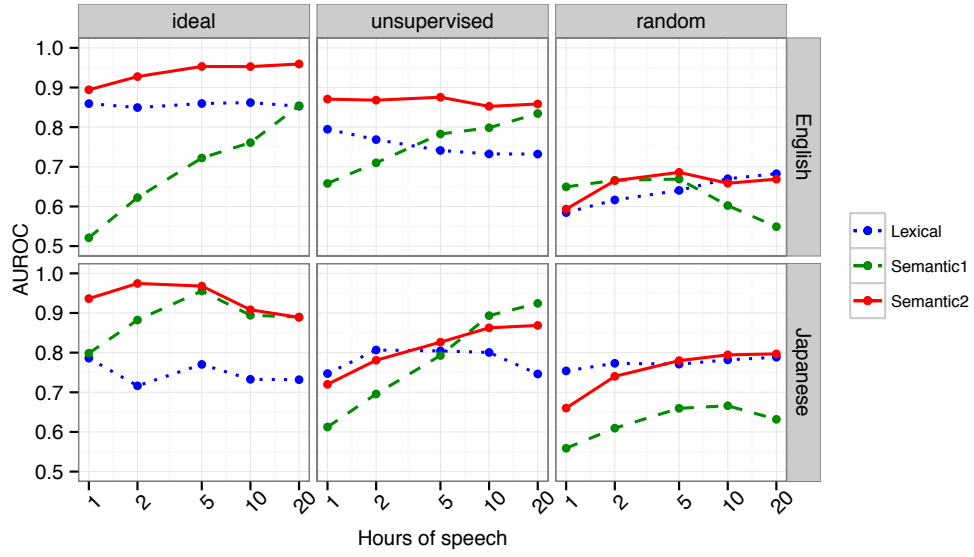 ideal unsupervised random
AUROC
1.0
0.9
0.8
0.7
0.6
0.5
English
1.0
0.9
0.8
0.7
0.6
0.5
Japanese
1 2 5 10 20 1 2 5 10 20 1 2 5 10 20
Hours of speech
Lexical
Semantic1
Semantic2